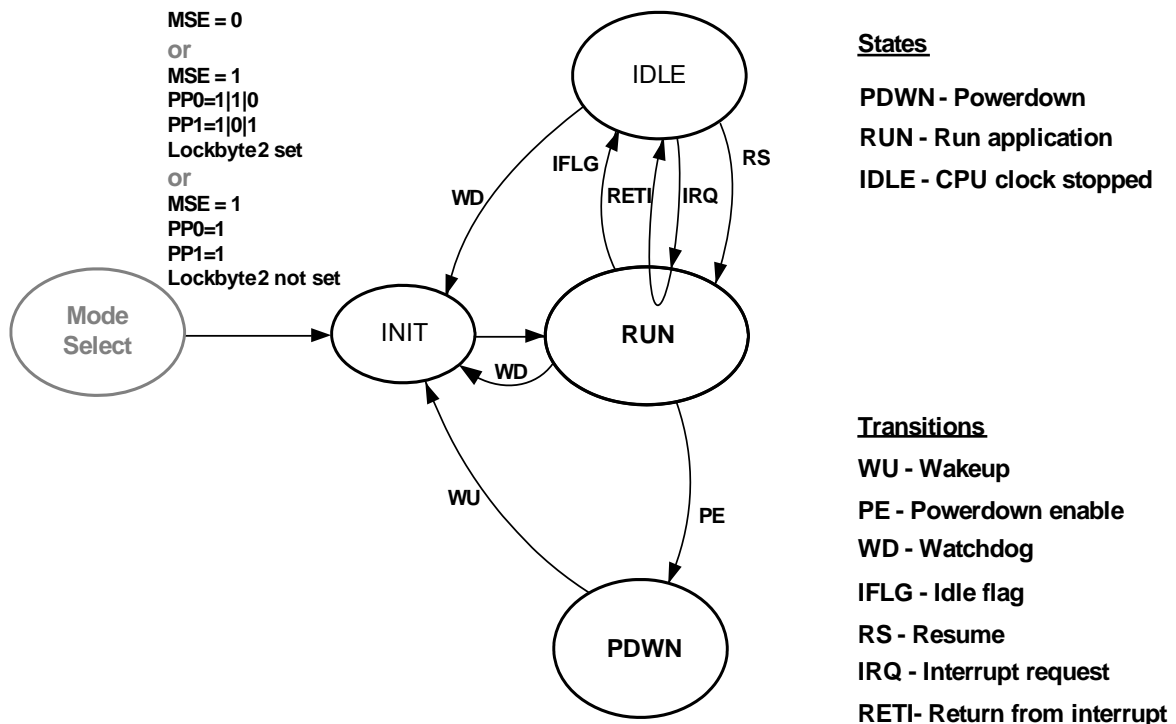 MSE = 0
or
MSE = 1
PP0=1|1|0
PP1=1|0|1
Lockbyte2 set
or
MSE = 1
PP0=1
PP1=1
Lockbyte2 not set
Mode
Select
INIT
IDLE
RUN
PDWN
WD
IFLG
RETI
IRQ
RS
WD
WU
PE
States
PDWN - Powerdown
RUN - Run application
IDLE - CPU clock stopped
Transitions
WU - Wakeup
PE - Powerdown enable
WD - Watchdog
IFLG - Idle flag
RS - Resume
IRQ - Interrupt request
RETI- Return from interrupt